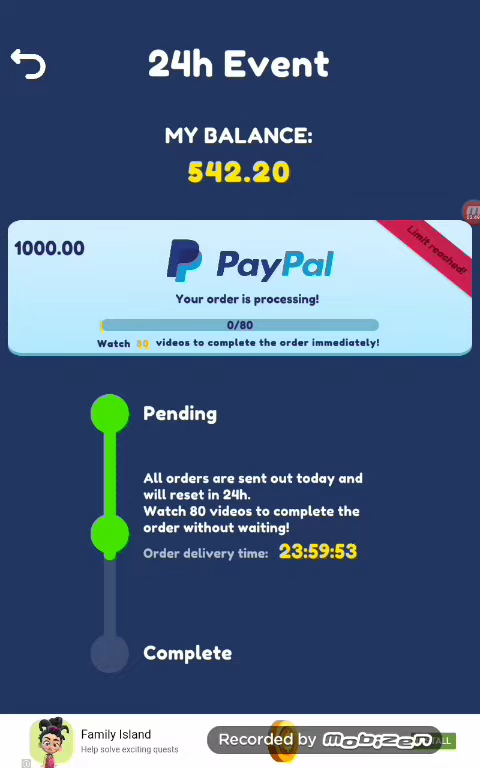 24h Event
MY BALANCE:
542.20
1000.00
PayPal
Limit reached!
Your order is processing!
0/80
Watch 80 videos to complete the order immediately!
Pending
All orders are sent out today and
will reset in 24h.
Watch 80 videos to complete the
order without waiting!
Order delivery time: 23:59:53
Complete
Family Island
Help solve exciting quests
Recorded by mobizen